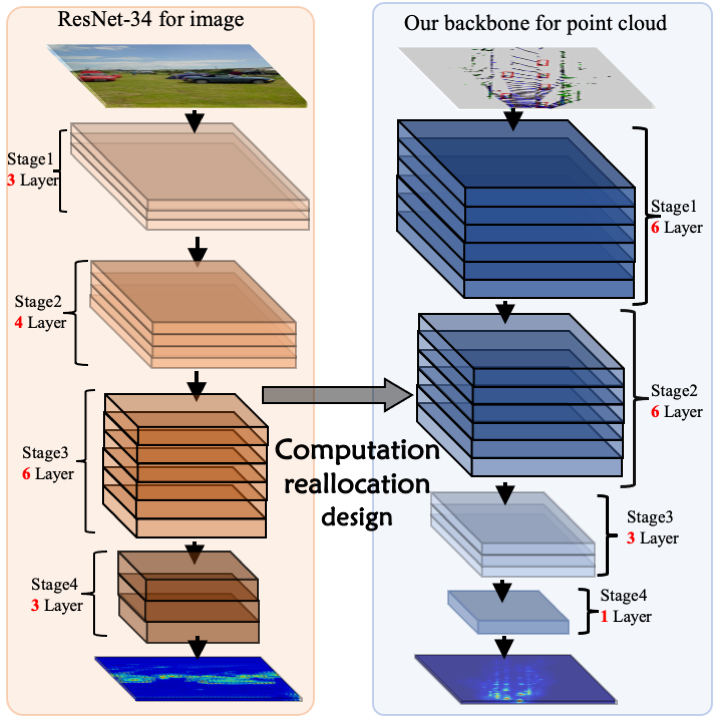 ResNet-34 for image
Stage1
3 Layer
Stage2
4 Layer
Stage3
6 Layer
Stage4
3 Layer
Computation
reallocation
design
Our backbone for point cloud
Stage1
6 Layer
Stage2
6 Layer
Stage3
3 Layer
Stage4
1 Layer